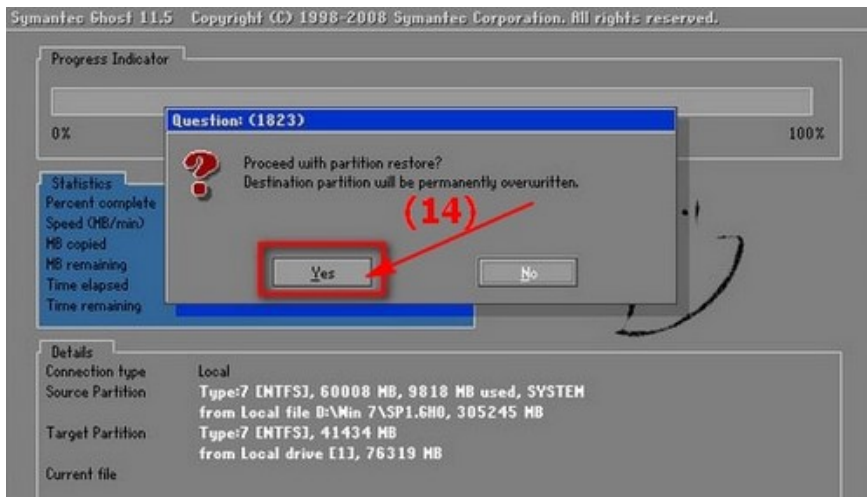 Symantec Ghost 11.5 Copyright (C) 1998-2008 Symantec Corporation. All rights reserved.
Progress Indicator
0%
100%
Question: (1823)
Proceed with partition restore?
Destination partition will be permanently overwritten.
(14)
Yes
No
Statistics
Percent complete
Speed (MB/min)
MB copied
MB remaining
Time elapsed
Time remaining
Details
Connection type Local
Source Partition Type:7 [NTFS], 60008 MB, 9818 MB used, SYSTEM
from Local file D:\Win 7\SP1.GHO, 305245 MB
Target Partition Type:7 [NTFS], 41434 MB
from Local drive [1], 76319 MB
Current file